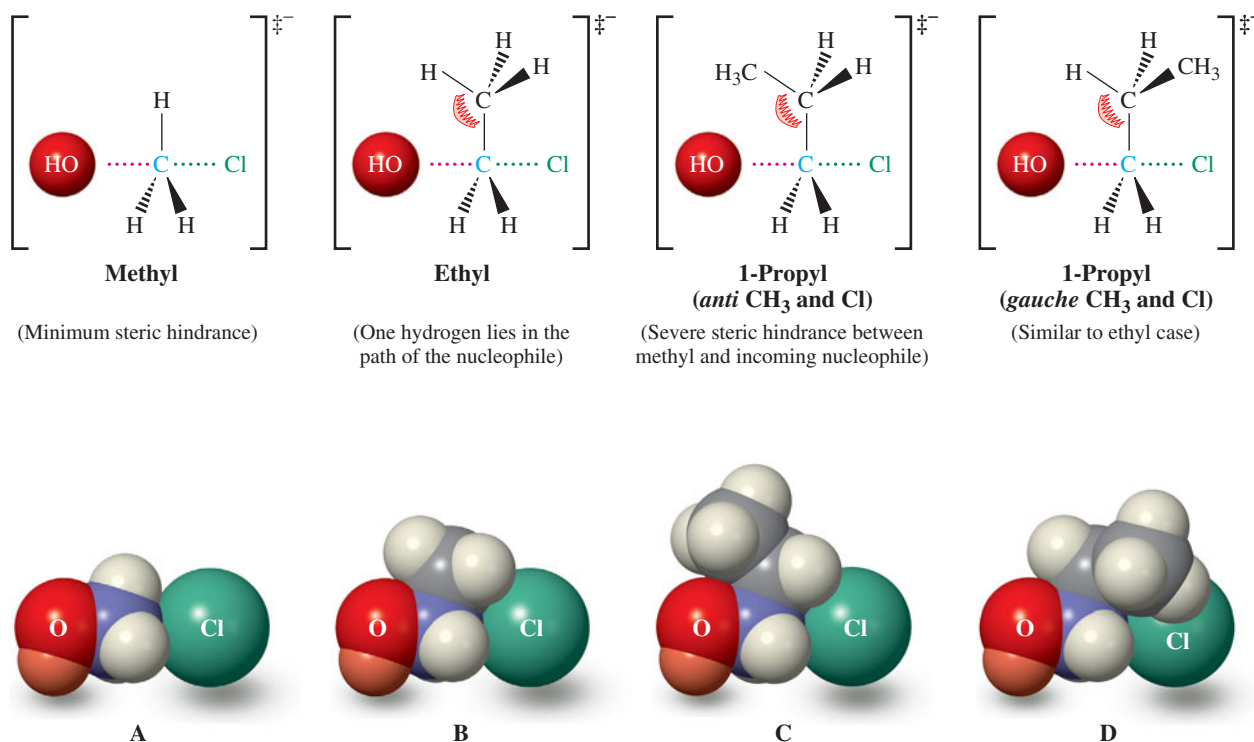 ‡−
H
HO
C
Cl
H
H
Methyl
(Minimum steric hindrance)
‡−
H
H
H
C
HO
C
Cl
H
H
Ethyl
(One hydrogen lies in the
path of the nucleophile)
‡−
H
H3C
H
C
HO
C
Cl
H
H
1-Propyl
(anti CH3 and Cl)
(Severe steric hindrance between
methyl and incoming nucleophile)
‡−
H
H
CH3
C
HO
C
Cl
H
H
1-Propyl
(gauche CH3 and Cl)
(Similar to ethyl case)
O
Cl
A
O
Cl
B
O
Cl
C
O
Cl
D